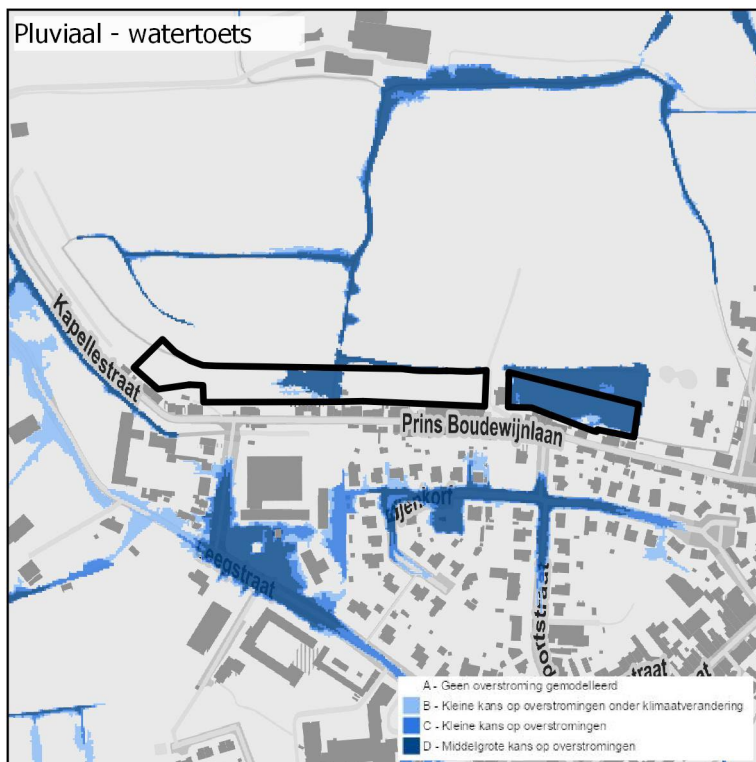 Pluviaal - watertoets
Kapellestraat
Prins Boudewijnlaan
Leegstraat
A - Geen overstroming gemodelleerd
B - Kleine kans op overstromingen onder klimaatverandering
C - Kleine kans op overstromingen
D - Middelgrote kans op overstromingen